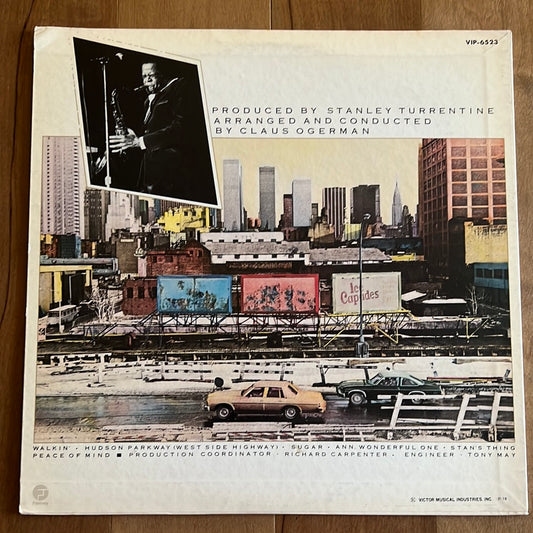 VIP-6523
PRODUCED BY STANLEY TURRENTINE
ARRANGED AND CONDUCTED
BY CLAUS OGERMAN
Ice
Capades
WALKIN' • HUDSON PARKWAY (WEST SIDE HIGHWAY) • SUGAR • ANN, WONDERFUL ONE • STAN'S THING
PEACE OF MIND ■ PRODUCTION COORDINATOR • RICHARD CARPENTER, ENGINEER • TONY MAY
Fantasy
VICTOR MUSICAL INDUSTRIES, INC.